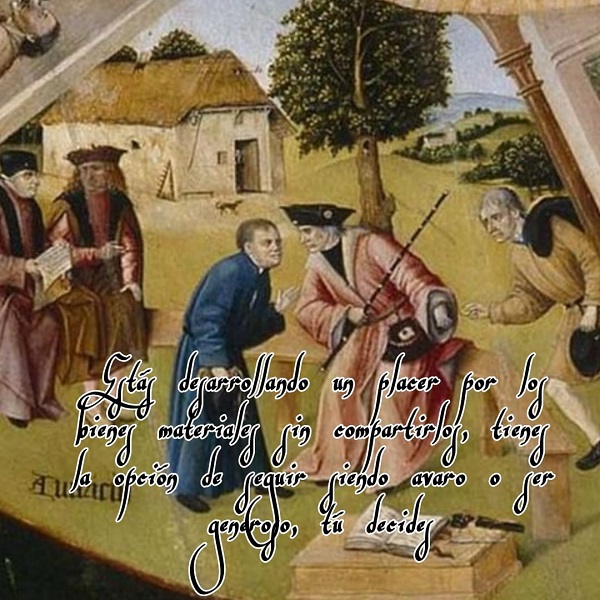 Estás desarrollando un placer por los
bienes materiales sin compartirlos, tienes
la opción de seguir siendo avaro o ser
generoso, tú decides